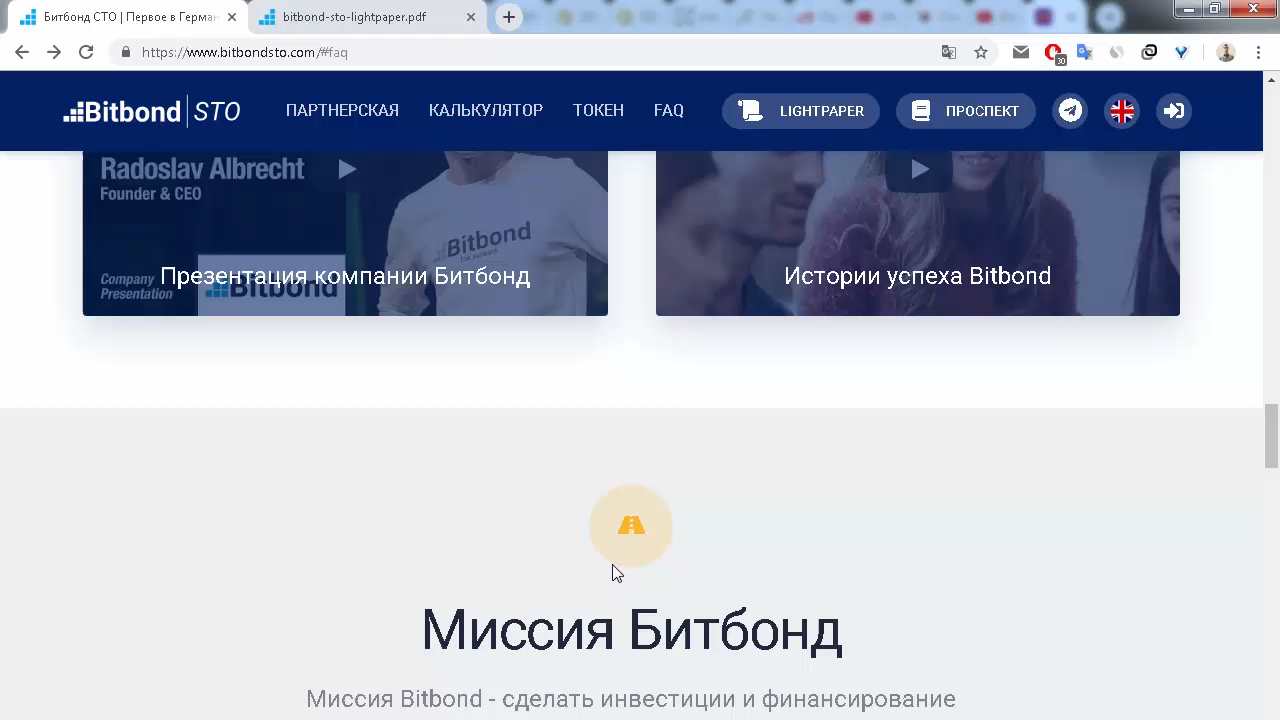 Битбонд СТО | Первое в Герман
bitbond-sto-lightpaper.pdf
https://www.bitbondsto.com/#faq
30
Bitbond STO
ПАРТНЕРСКАЯ
КАЛЬКУЛЯТОР
ТОКЕН
FAQ
LIGHTPAPER
ПРОСПЕКТ
Radoslav Albrecht
Founder & CEO
Bitbond
Company
Presentation
Bitbond
Презентация компании Битбонд
Истории успеха Bitbond
Миссия Битбонд
Миссия Bitbond - сделать инвестиции и финансирование